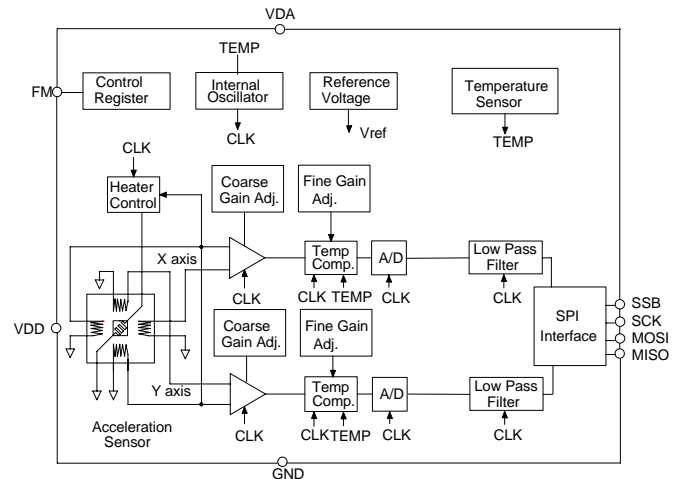 VDA
TEMP
FM
Control
Register
Internal
Oscillator
Reference
Voltage
Temperature
Sensor
CLK
Vref
TEMP
CLK
Heater
Control
Coarse
Gain Adj.
Fine Gain
Adj.
X axis
Temp
Comp.
A/D
Low Pass
Filter
CLK
CLK
TEMP
CLK
CLK
VDD
Coarse
Gain Adj.
Fine Gain
Adj.
SPI
Interface
SSB
SCK
MOSI
MISO
Y axis
Temp
Comp.
A/D
Low Pass
Filter
Acceleration
Sensor
CLK
CLK
TEMP
CLK
CLK
GND